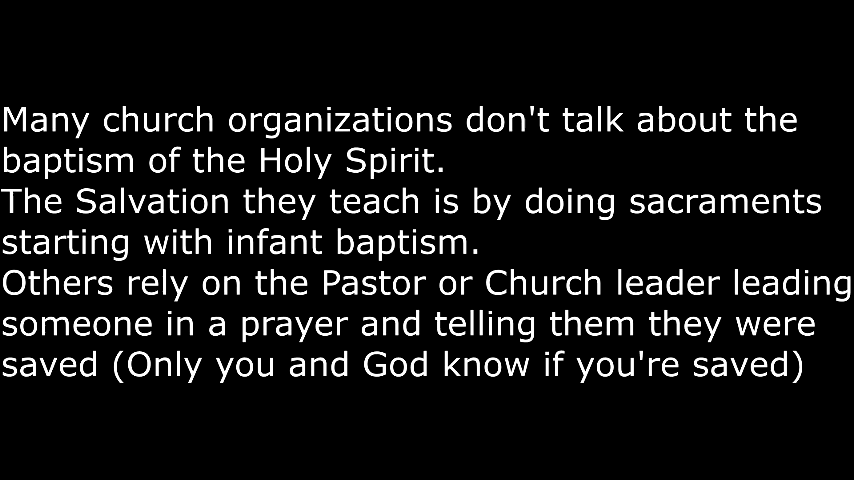 Many church organizations don't talk about the
baptism of the Holy Spirit.
The Salvation they teach is by doing sacraments
starting with infant baptism.
Others rely on the Pastor or Church leader leading
someone in a prayer and telling them they were
saved (Only you and God know if you're saved)